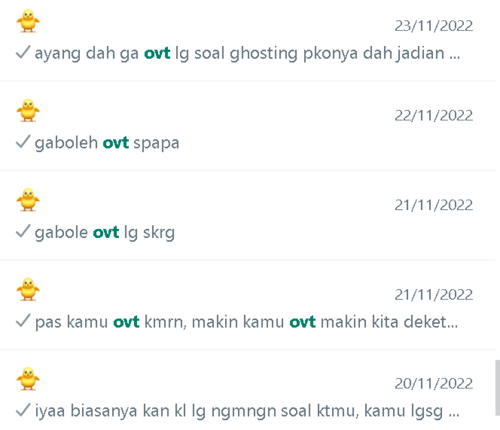 23/11/2022
ayang dah ga ovt lg soal ghosting pkonya dah jadian ...
22/11/2022
gaboleh ovt spapa
21/11/2022
gabole ovt lg skrg
21/11/2022
pas kamu ovt kmrn, makin kamu ovt makin kita deket...
20/11/2022
iyaa biasanya kan kl lg ngmngn soal ktmu, kamu lgsg ...